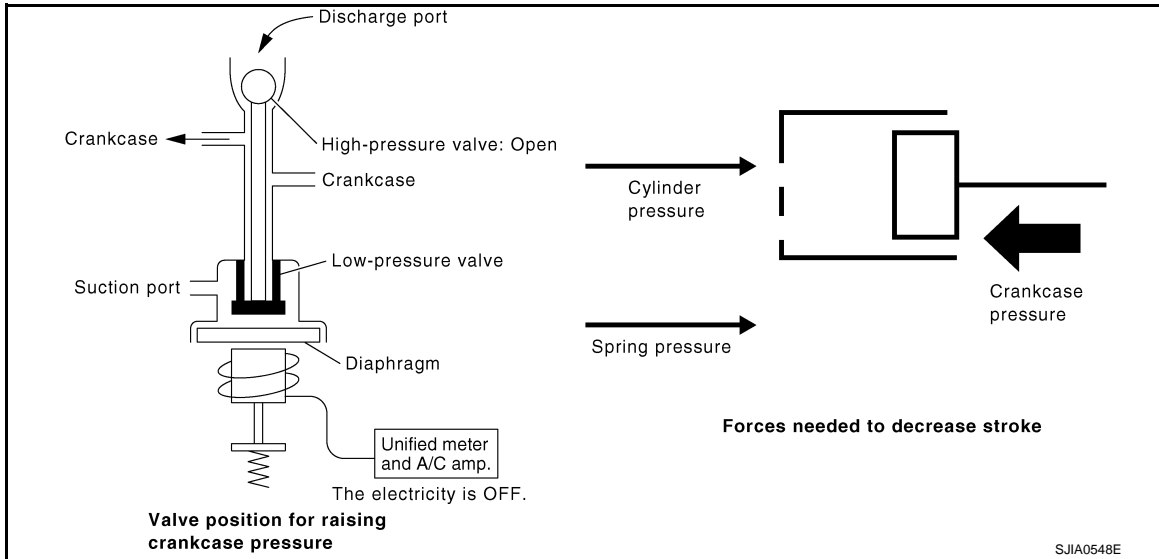 Discharge port
Crankcase
High-pressure valve: Open
Crankcase
Low-pressure valve
Suction port
Diaphragm
Unified meter
and A/C amp.
The electricity is OFF.
Valve position for raising
crankcase pressure
Cylinder
pressure
Crankcase
pressure
Spring pressure
Forces needed to decrease stroke
SJIA0548E